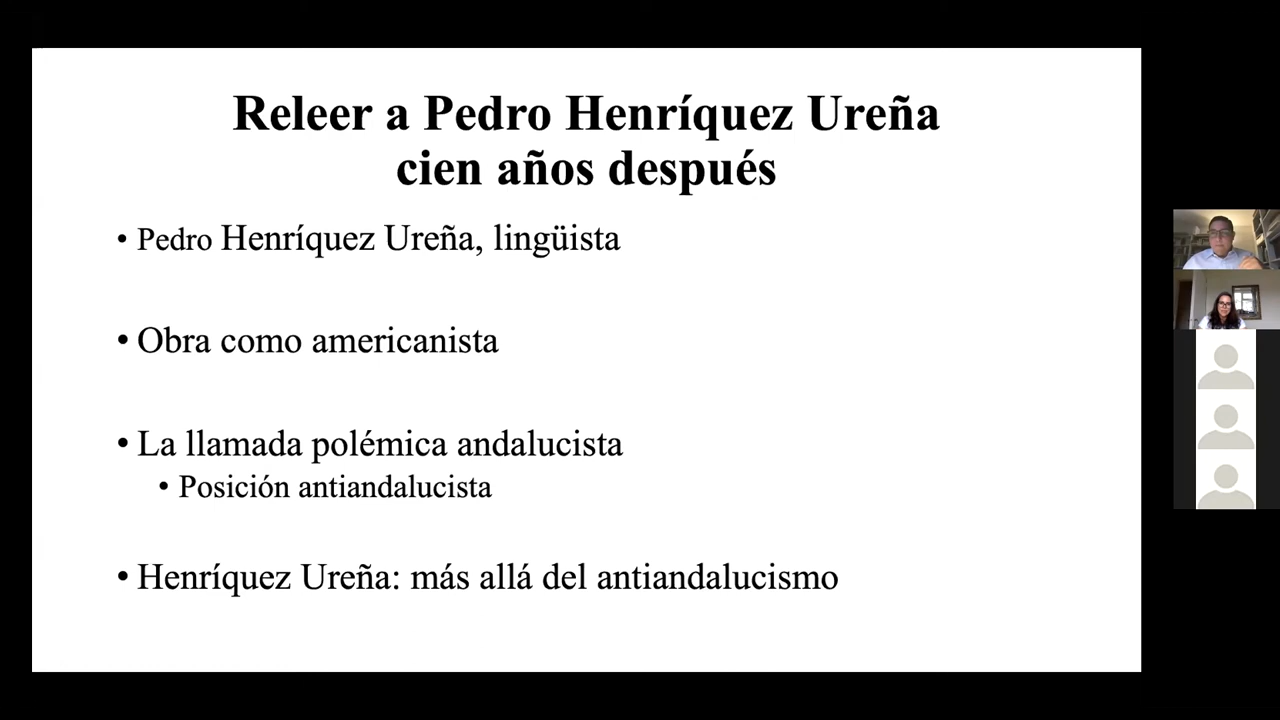 Releer a Pedro Henríquez Ureña
cien años después
• Pedro Henríquez Ureña, lingüista
• Obra como americanista
• La llamada polémica andalucista
• Posición antiandalucista
• Henríquez Ureña: más allá del antiandalucismo